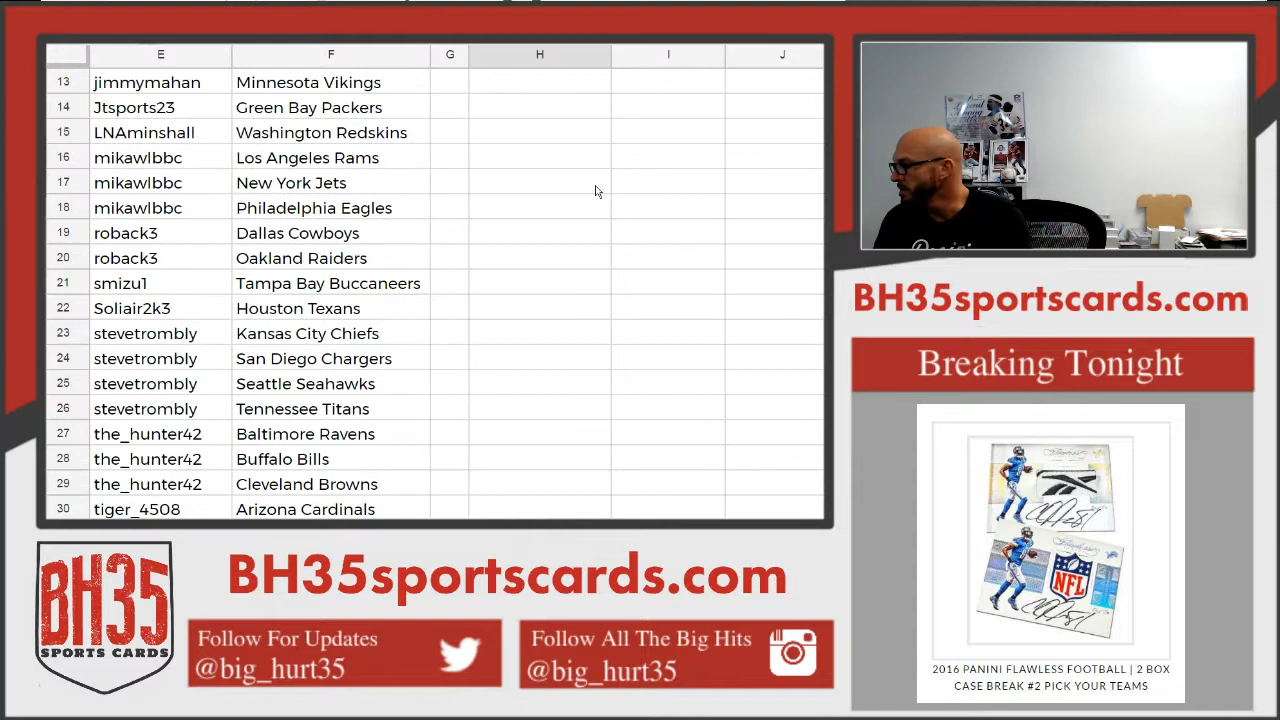 E F G H I J
13 jimmymahan Minnesota Vikings
14 Jtsports23 Green Bay Packers
15 LNAminshall Washington Redskins
16 mikawlbbc Los Angeles Rams
17 mikawlbbc New York Jets
18 mikawlbbc Philadelphia Eagles
19 roback3 Dallas Cowboys
20 roback3 Oakland Raiders
21 smizu1 Tampa Bay Buccaneers
22 Soliair2k3 Houston Texans
23 stevetrombly Kansas City Chiefs
24 stevetrombly San Diego Chargers
25 stevetrombly Seattle Seahawks
26 stevetrombly Tennessee Titans
27 the_hunter42 Baltimore Ravens
28 the_hunter42 Buffalo Bills
29 the_hunter42 Cleveland Browns
30 tiger_4508 Arizona Cardinals
BH35sportscards.com
Breaking Tonight
NFL
2016 PANINI FLAWLESS FOOTBALL | 2 BOX
CASE BREAK #2 PICK YOUR TEAMS
BH35
SPORTS CARDS
BH35sportscards.com
Follow For Updates
@big_hurt35
Follow All The Big Hits
@big_hurt35